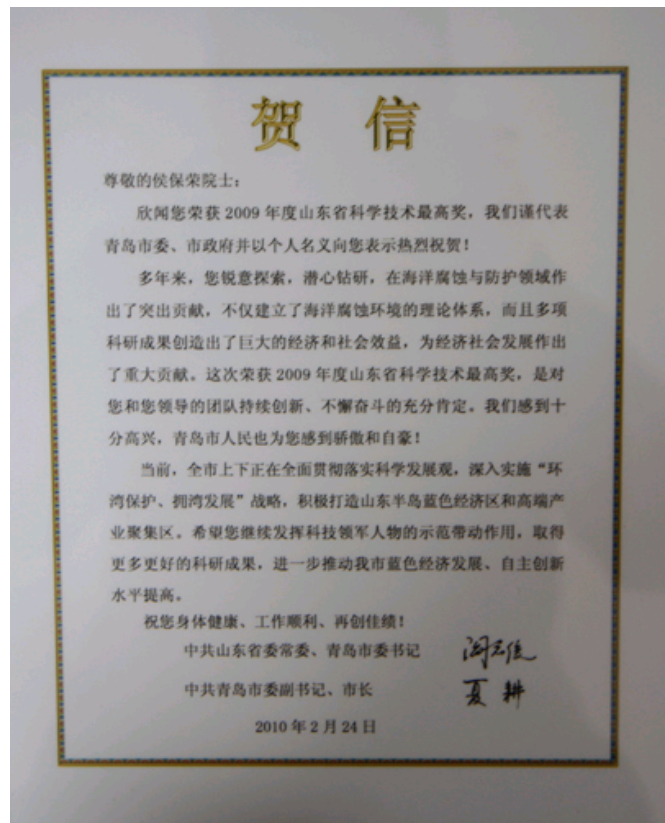 贺 信
尊敬的侯保荣院士：
欣闻您荣获 2009 年度山东省科学技术最高奖，我们谨代表
青岛市委、市政府并以个人名义向您表示热烈祝贺！
多年来，您锐意探索，潜心钻研，在海洋腐蚀与防护领域作
出了突出贡献，不仅建立了海洋腐蚀环境的理论体系，而且多项
科研成果创造出了巨大的经济和社会效益，为经济社会发展作出
了重大贡献。这次荣获 2009 年度山东省科学技术最高奖，是对
您和您领导的团队持续创新、不懈奋斗的充分肯定。我们感到十
分高兴，青岛市人民也为您感到骄傲和自豪！
当前，全市上下正在全面贯彻落实科学发展观，深入实施“环
湾保护、拥湾发展”战略，积极打造山东半岛蓝色经济区和高端产
业聚集区。希望您继续发挥科技领军人物的示范带动作用，取得
更多更好的科研成果，进一步推动我市蓝色经济发展、自主创新
水平提高。
祝您身体健康、工作顺利、再创佳绩！
中共山东省委常委、青岛市委书记
中共青岛市委副书记、市长 夏耕
2010 年 2 月 24 日